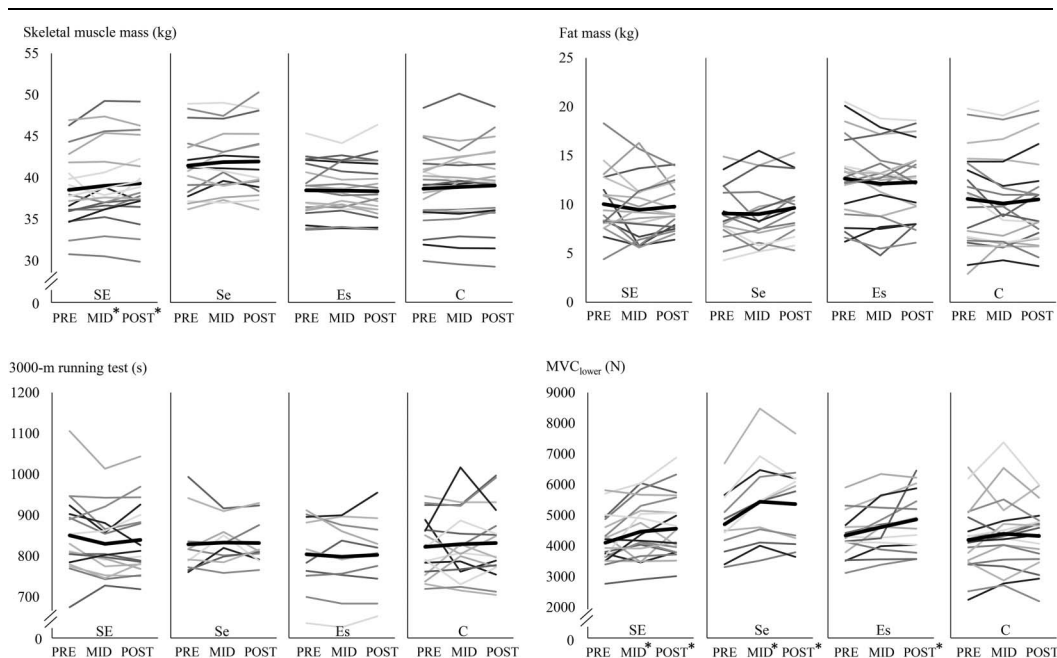 Skeletal muscle mass (kg)
55
50
45
40
35
30
0
SE Se Es C
PRE MID* POST* PRE MID POST PRE MID POST PRE MID POST
Fat mass (kg)
25
20
15
10
5
0
SE Se Es C
PRE MID POST PRE MID POST PRE MID POST PRE MID POST
3000-m running test (s)
1200
1100
1000
900
800
700
0
SE Se Es C
PRE MID POST PRE MID POST PRE MID POST PRE MID POST
MVClower (N)
9000
8000
7000
6000
5000
4000
3000
2000
0
SE Se Es C
PRE MID* POST* PRE MID* POST* PRE MID POST* PRE MID POST